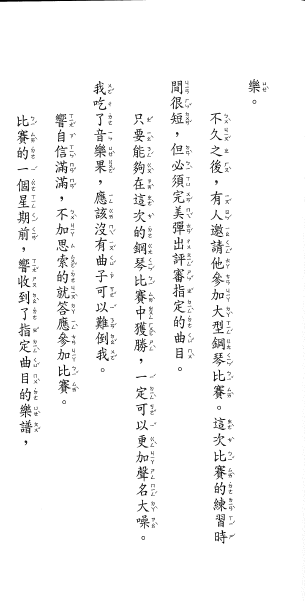 樂。
不久之後，有人邀請他參加大型鋼琴比賽。這次比賽的練習時
間很短，但必須完美彈出評審指定的曲目。
只要能夠在這次的鋼琴比賽中獲勝，一定可以更加聲名大噪。
我吃了音樂果，應該沒有曲子可以難倒我。
響自信滿滿，不加思索的就答應參加比賽。
比賽的一個星期前，響收到了指定曲目的樂譜，